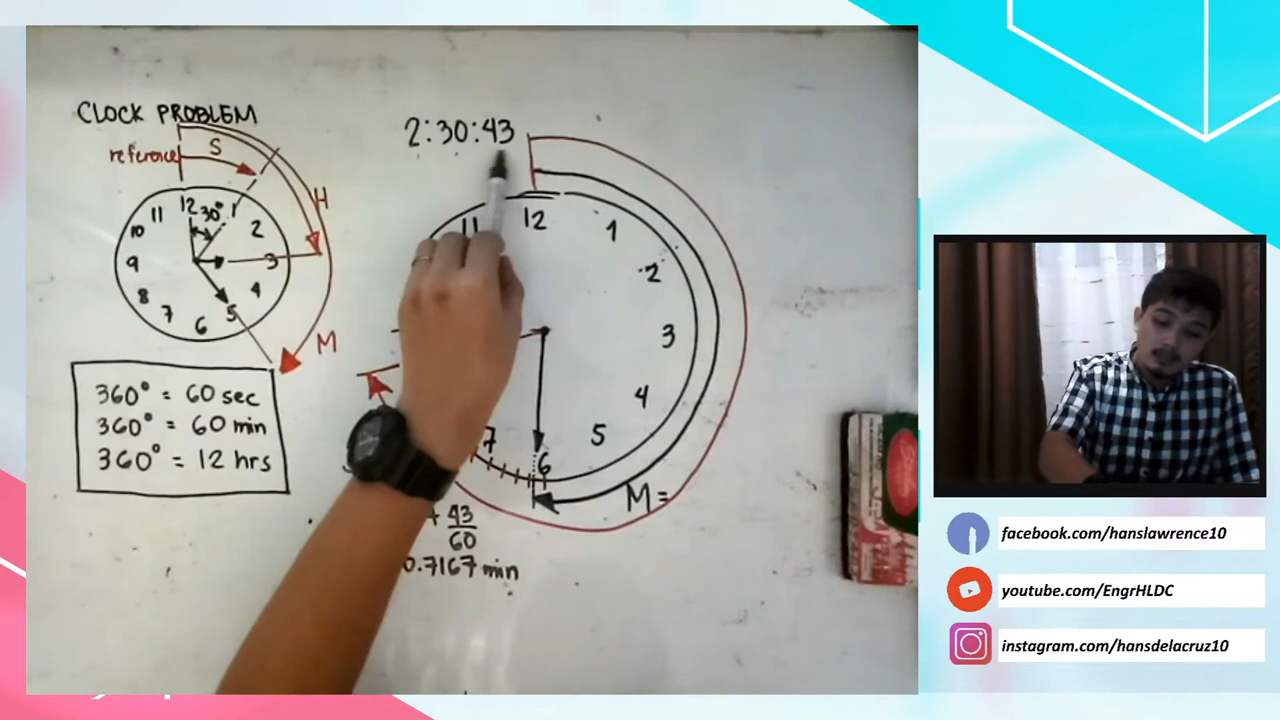 CLOCK PROBLEM
reference
S
H
M
12
30°
1
2
3
4
5
6
7
8
9
10
11
360° = 60 sec
360° = 60 min
360° = 12 hrs
2:30:43
11
12
1
2
3
4
5
6
7
M =
+ 43
60
0.7167 min
facebook.com/hanslawrence10
youtube.com/EngrHLDC
instagram.com/hansdelacruz10